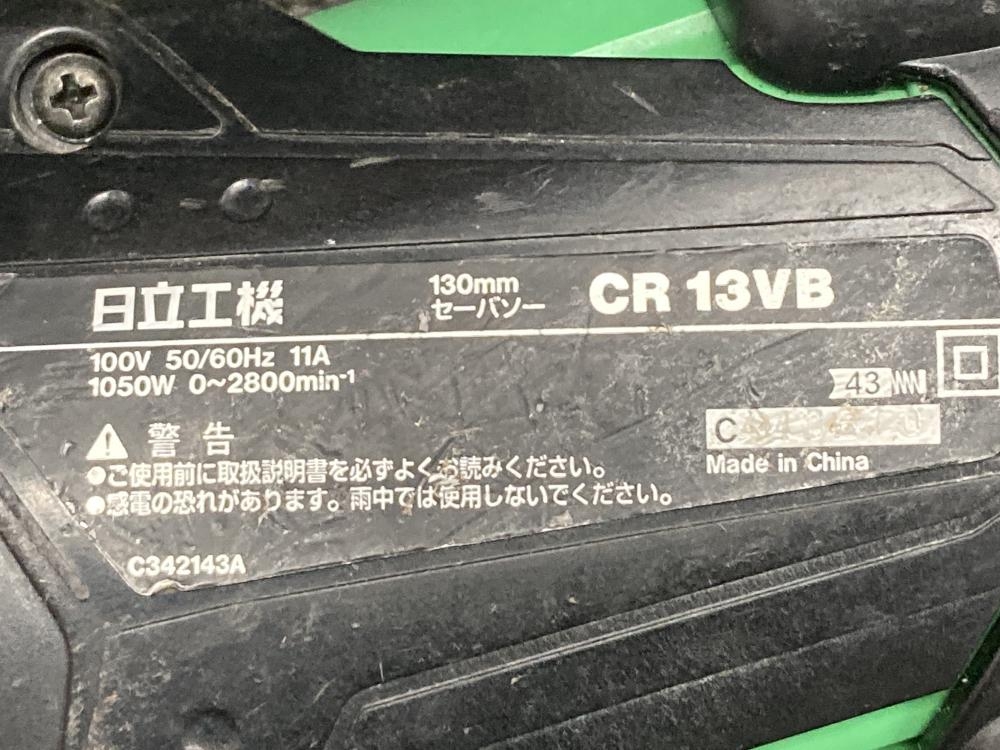 日立工機
130mm
セーバソー
CR 13VB
100V 50/60Hz 11A
1050W 0～2800min⁻¹
43
C
警告
●ご使用前に取扱説明書を必ずよくお読みください。
●感電の恐れがあります。雨中では使用しないでください。
Made in China
C342143A